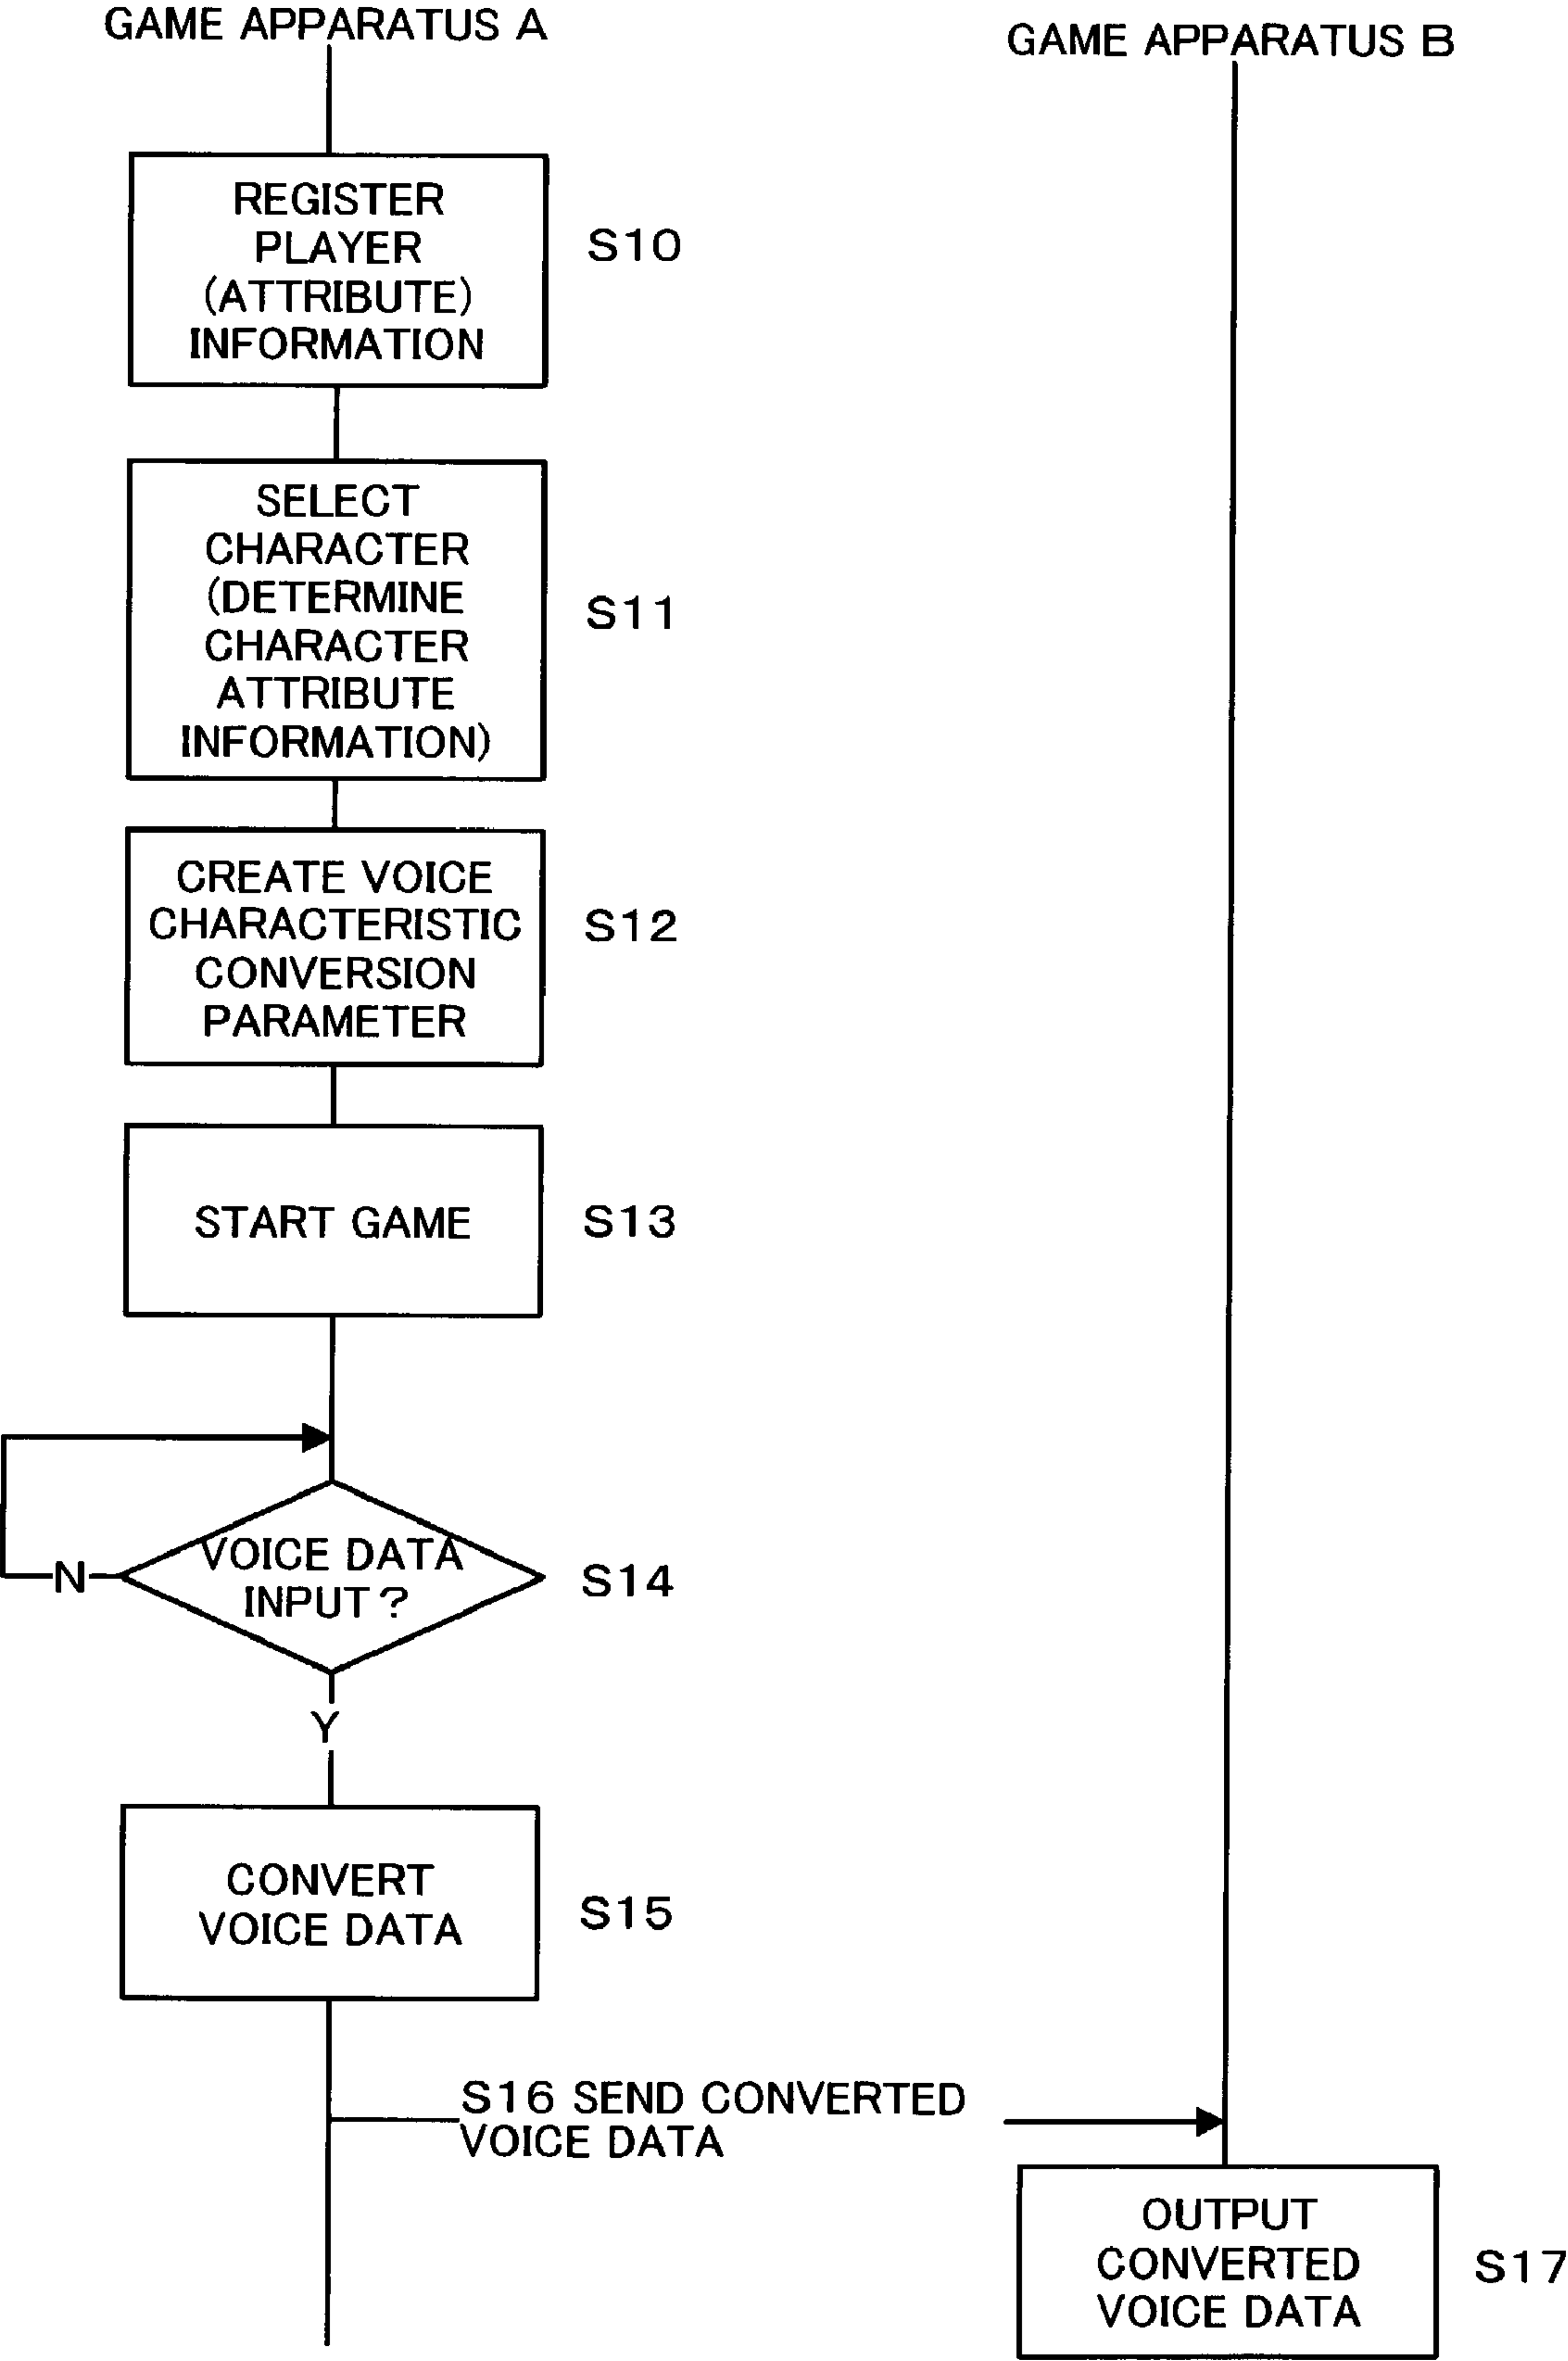 GAME APPARATUS A
GAME APPARATUS B
REGISTER
PLAYER
(ATTRIBUTE)
INFORMATION
S10
SELECT
CHARACTER
(DETERMINE
CHARACTER
ATTRIBUTE
INFORMATION)
S11
CREATE VOICE
CHARACTERISTIC
CONVERSION
PARAMETER
S12
START GAME
S13
VOICE DATA
INPUT?
S14
N
Y
CONVERT
VOICE DATA
S15
S16 SEND CONVERTED
VOICE DATA
OUTPUT
CONVERTED
VOICE DATA
S17